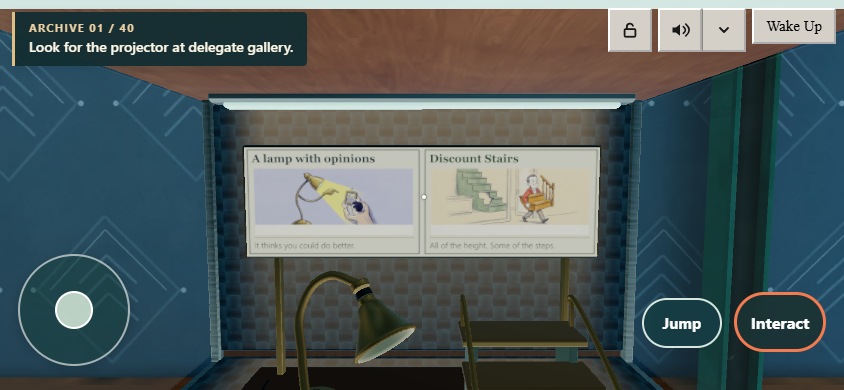 ARCHIVE 01 / 40
Look for the projector at delegate gallery.
Wake Up
A lamp with opinions
Discount Stairs
It thinks you could do better.
All of the height. Some of the steps.
Jump
Interact